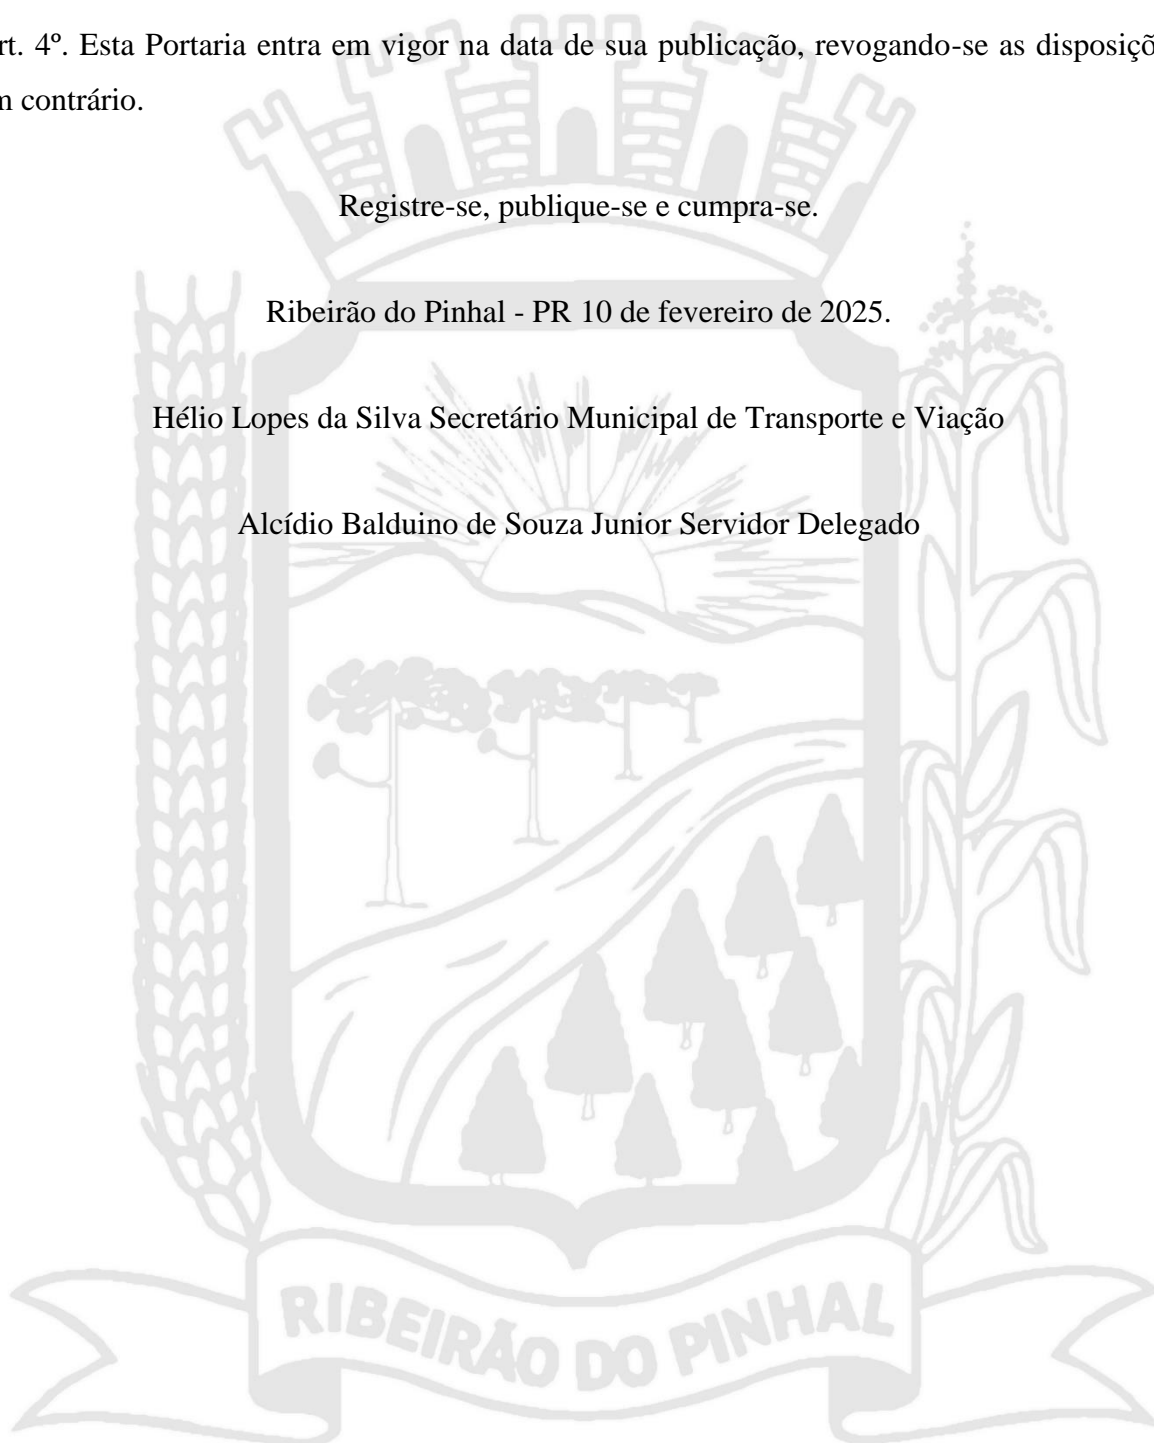 rt. 4º. Esta Portaria entra em vigor na data de sua publicação, revogando-se as disposiçõ
m contrário.
Registre-se, publique-se e cumpra-se.
Ribeirão do Pinhal - PR 10 de fevereiro de 2025.
Hélio Lopes da Silva Secretário Municipal de Transporte e Viação
Alcídio Balduino de Souza Junior Servidor Delegado
RIBEIRÃO DO PINHAL